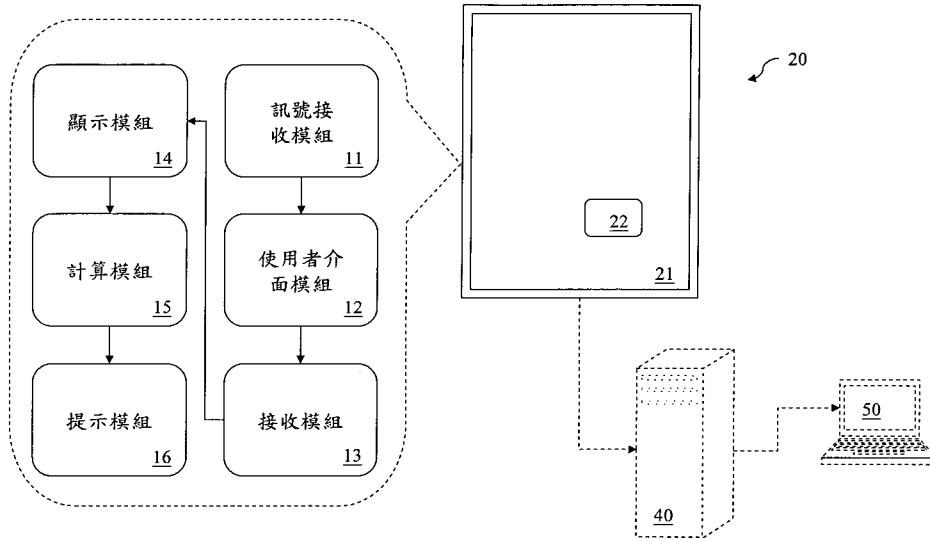 顯示模組
14
訊號接
收模組
11
計算模組
15
使用者介
面模組
12
提示模組
16
接收模組
13
20
22
21
40
50